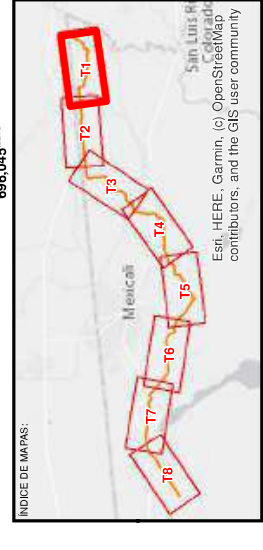 696,045
ÍNDICE DE MAPAS:
T1
T2
T3
T4
T5
T6
T7
T8
Mexicali
San Luis R
Colorado
Esri, HERE, Garmin, (c) OpenStreetMap
contributors, and the GIS user community